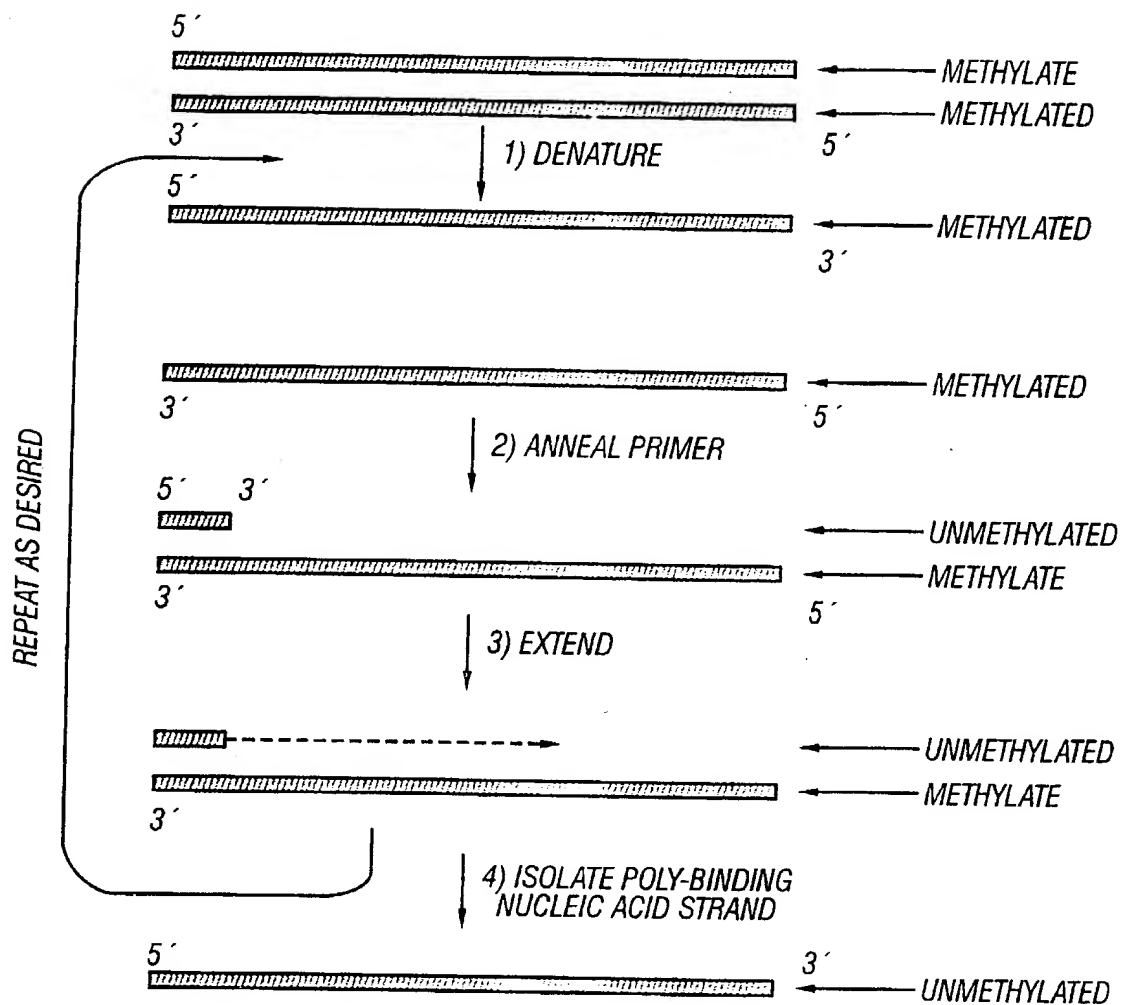 5´
METHYLATE
METHYLATED
3´
5´
1) DENATURE
5´
METHYLATED
3´
METHYLATED
3´
5´
2) ANNEAL PRIMER
REPEAT AS DESIRED
5´ 3´
UNMETHYLATED
METHYLATE
3´
5´
3) EXTEND
UNMETHYLATED
METHYLATE
3´
4) ISOLATE POLY-BINDING
NUCLEIC ACID STRAND
5´
3´
UNMETHYLATED